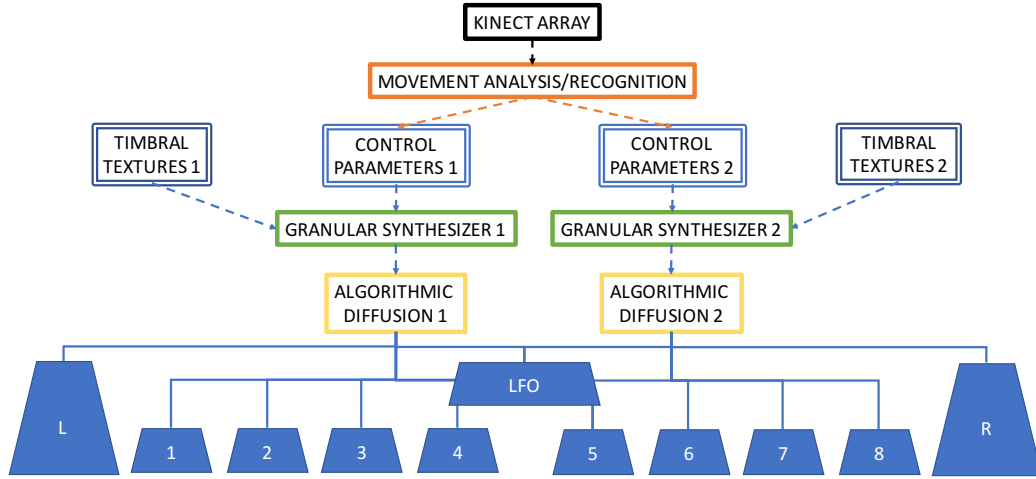 KINECT ARRAY
MOVEMENT ANALYSIS/RECOGNITION
TIMBRAL
TEXTURES 1
CONTROL
PARAMETERS 1
CONTROL
PARAMETERS 2
TIMBRAL
TEXTURES 2
GRANULAR SYNTHESIZER 1
GRANULAR SYNTHESIZER 2
ALGORITHMIC
DIFFUSION 1
ALGORITHMIC
DIFFUSION 2
LFO
L
R
1
2
3
4
5
6
7
8